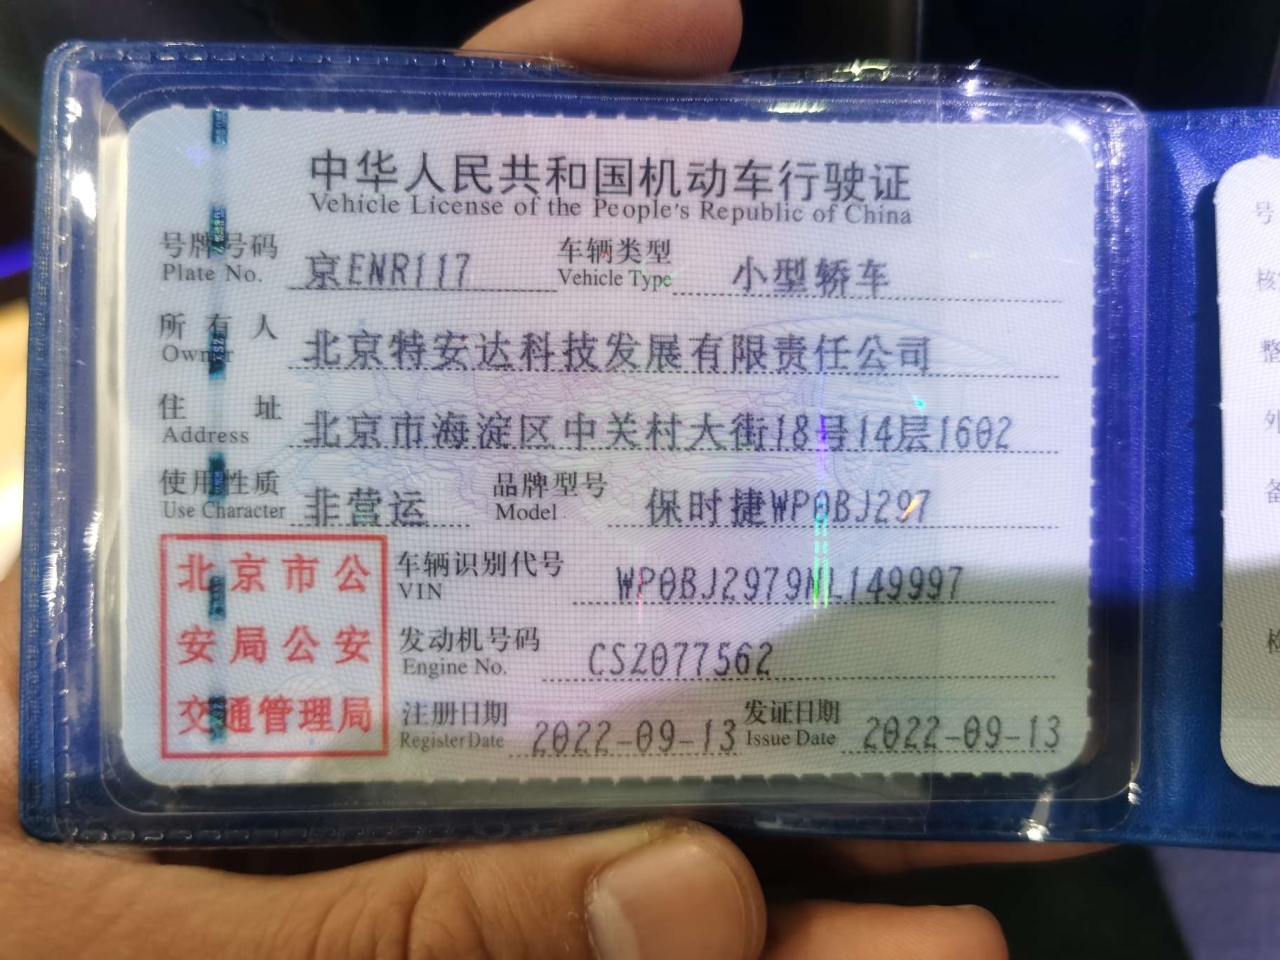 中华人民共和国机动车行驶证
Vehicle License of the People's Republic of China
号牌号码 京ENR117 车辆类型 小型轿车
Plate No. Vehicle Type
所有人 北京特安达科技发展有限责任公司
Owner
住址 北京市海淀区中关村大街18号14层1602
Address
使用性质 非营运 品牌型号 保时捷WP0BJ297
Use Character Model
北京市公
安局公安
交通管理局
车辆识别代号 WP0BJ2979NL149997
VIN
发动机号码 CSZ077562
Engine No.
注册日期 2022-09-13 发证日期 2022-09-13
Register Date Issue Date
号
核
整
外
备
检